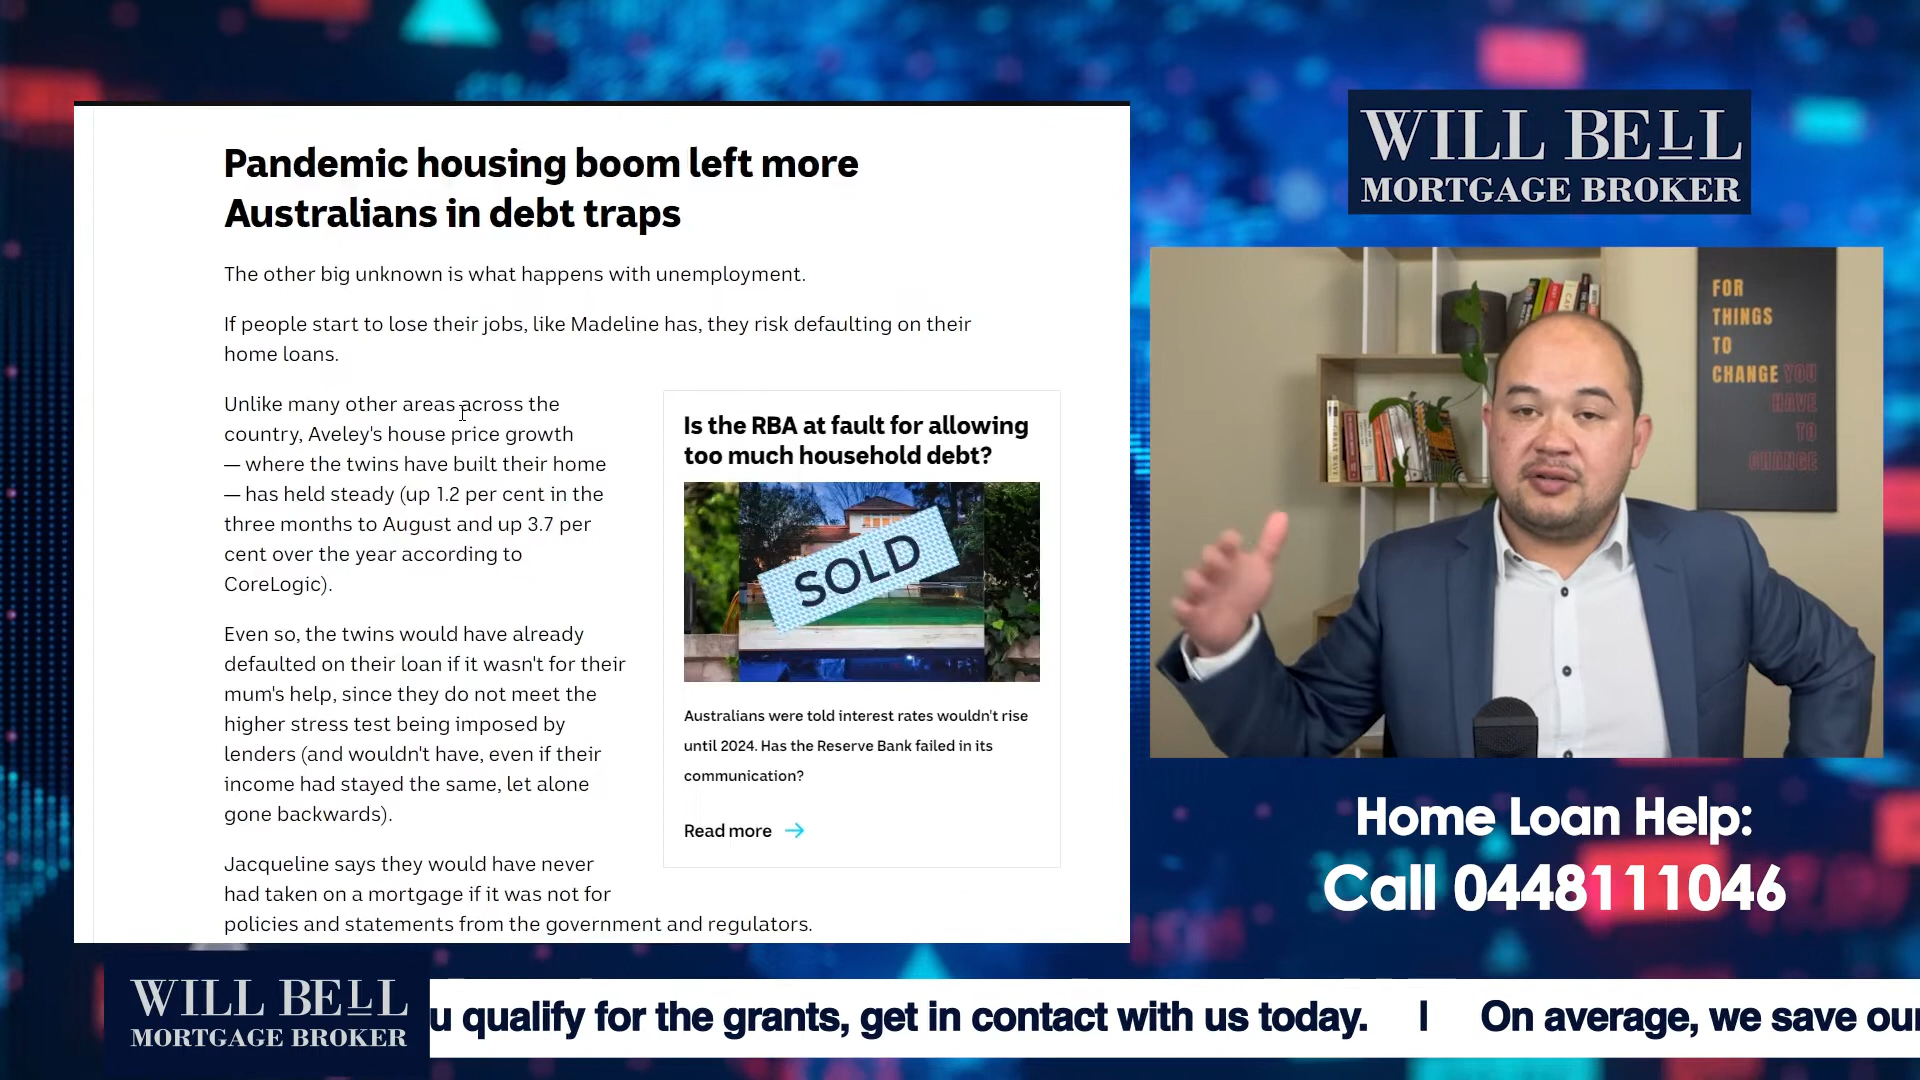 Pandemic housing boom left more
Australians in debt traps
The other big unknown is what happens with unemployment.
If people start to lose their jobs, like Madeline has, they risk defaulting on their
home loans.
Unlike many other areas across the
country, Aveley's house price growth
— where the twins have built their home
— has held steady (up 1.2 per cent in the
three months to August and up 3.7 per
cent over the year according to
CoreLogic).
Even so, the twins would have already
defaulted on their loan if it wasn't for their
mum's help, since they do not meet the
higher stress test being imposed by
lenders (and wouldn't have, even if their
income had stayed the same, let alone
gone backwards).
Jacqueline says they would have never
had taken on a mortgage if it was not for
policies and statements from the government and regulators.
Is the RBA at fault for allowing
too much household debt?
SOLD
Australians were told interest rates wouldn't rise
until 2024. Has the Reserve Bank failed in its
communication?
Read more
WILL BELL
MORTGAGE BROKER
FOR
THINGS
TO
CHANGE YOU
HAVE
TO
CHANGE
Home Loan Help:
Call 0448111046
WILL BELL
MORTGAGE BROKER
u qualify for the grants, get in contact with us today. | On average, we save our